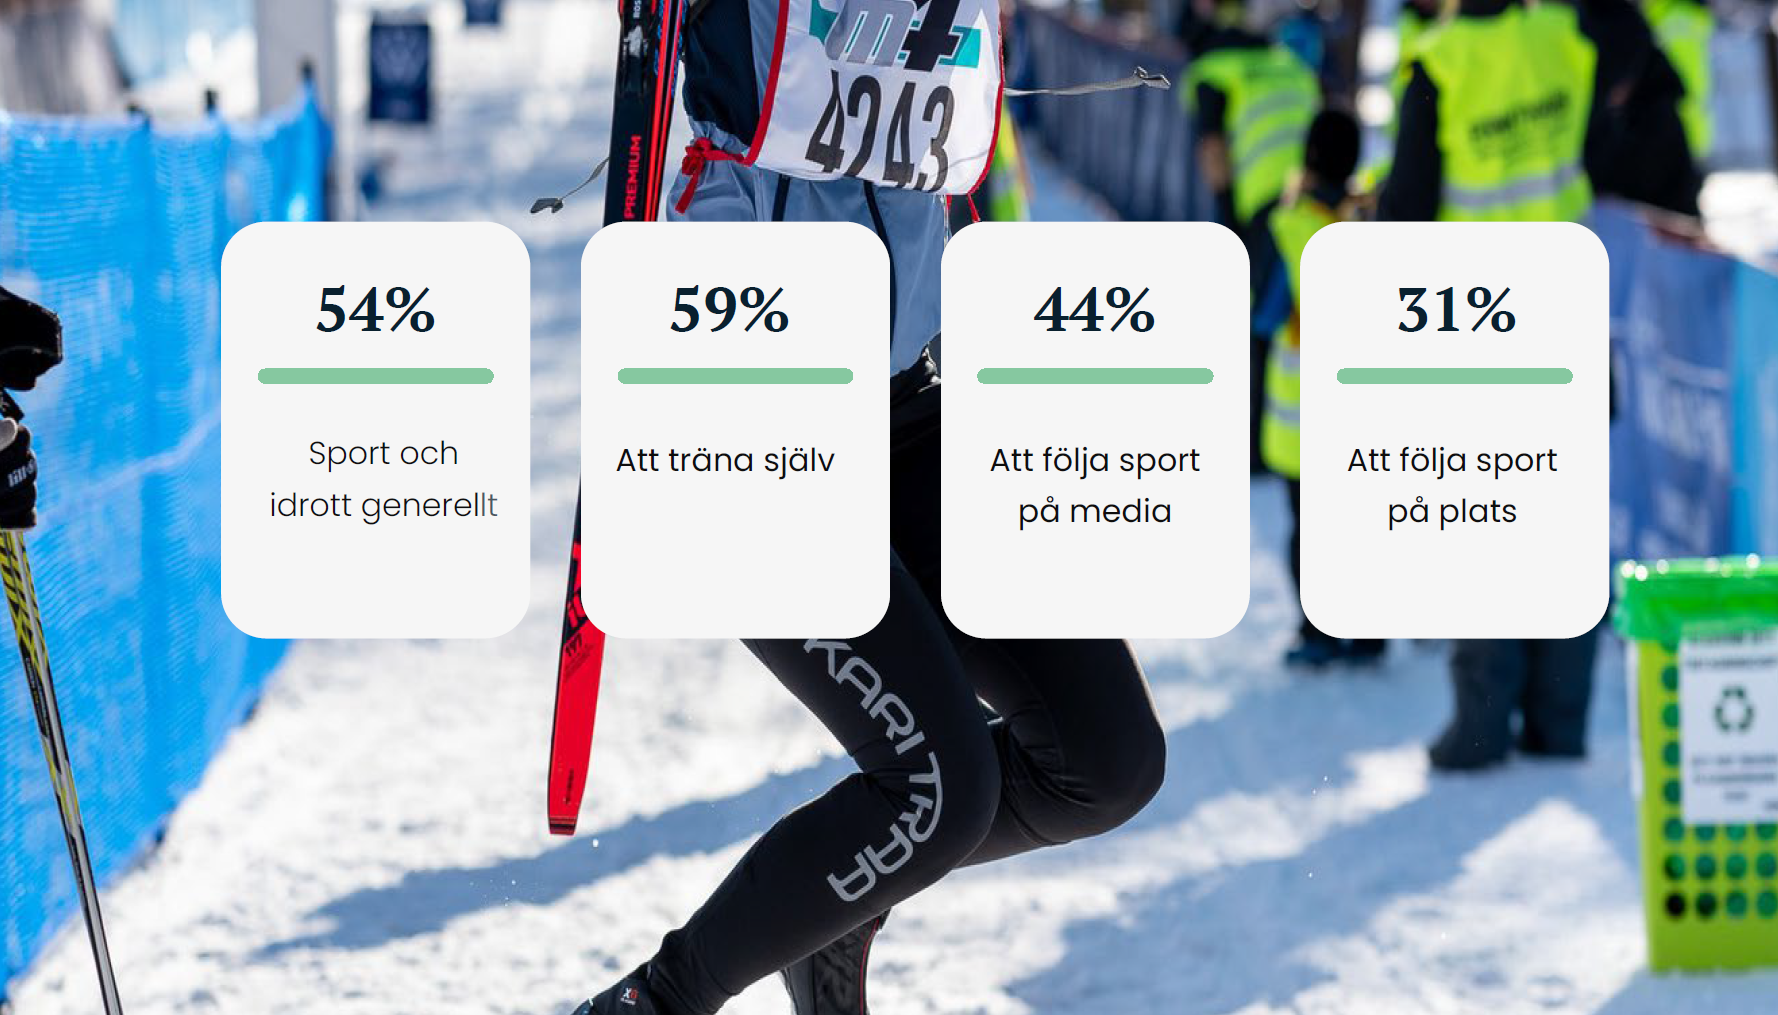 4243
PREMIUM
54%
Sport och
idrott generellt
59%
Att träna själv
44%
Att följa sport
på media
31%
Att följa sport
på plats
KARI TRAA